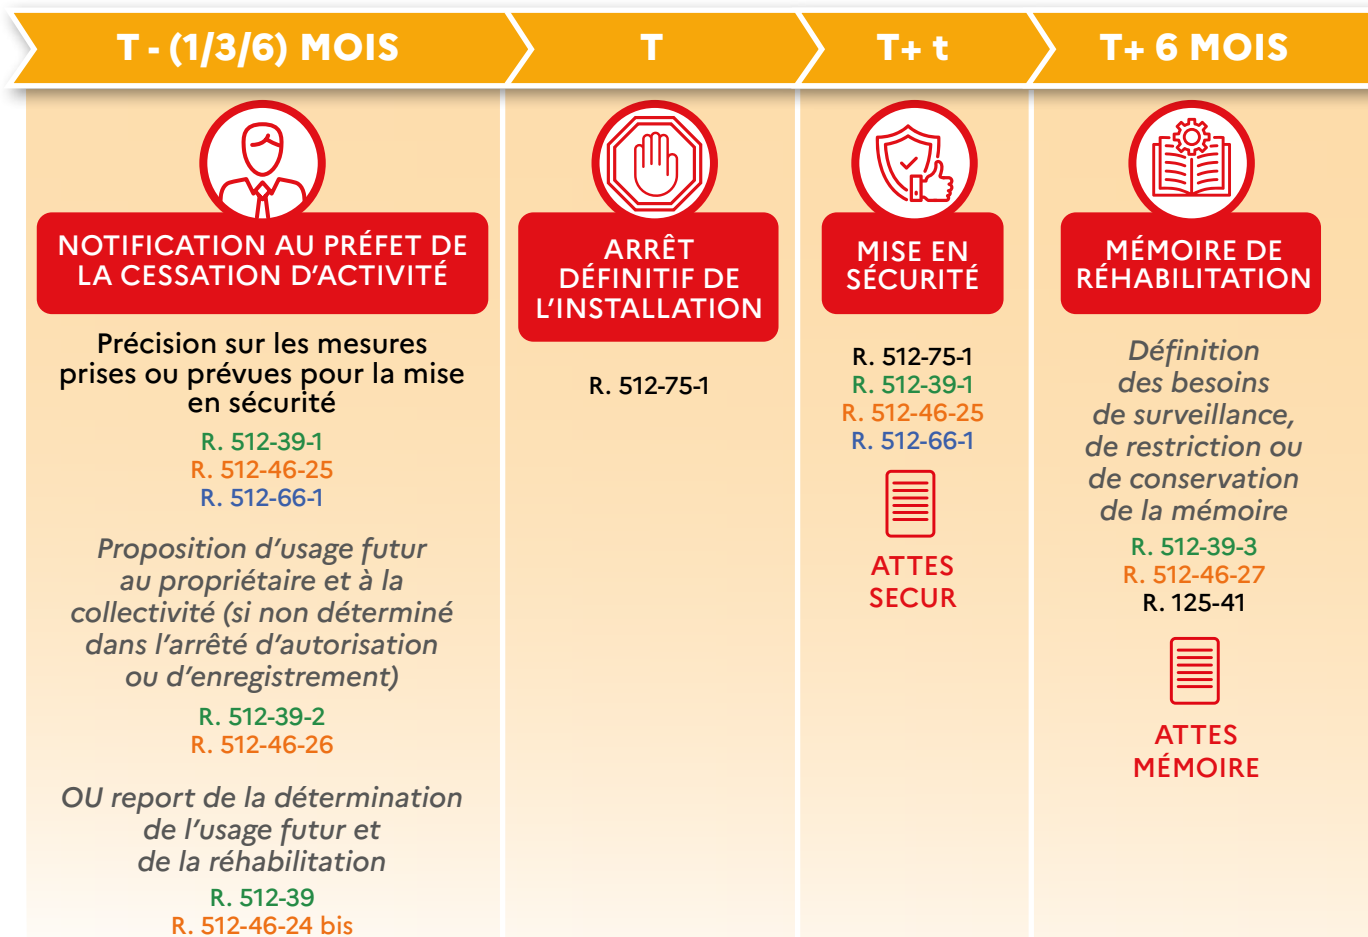 T - (1/3/6) MOIS
T
T+ t
T+ 6 MOIS
NOTIFICATION AU PRÉFET DE
LA CESSATION D'ACTIVITÉ
Précision sur les mesures
prises ou prévues pour la mise
en sécurité
R. 512-39-1
R. 512-46-25
R. 512-66-1
Proposition d'usage futur
au propriétaire et à la
collectivité (si non déterminé
dans l'arrêté d'autorisation
ou d'enregistrement)
R. 512-39-2
R. 512-46-26
OU report de la détermination
de l'usage futur et
de la réhabilitation
R. 512-39
R. 512-46-24 bis
ARRÊT
DÉFINITIF DE
L'INSTALLATION
R. 512-75-1
MISE EN
SÉCURITÉ
R. 512-75-1
R. 512-39-1
R. 512-46-25
R. 512-66-1
ATTES
SECUR
MÉMOIRE DE
RÉHABILITATION
Définition
des besoins
de surveillance,
de restriction ou
de conservation
de la mémoire
R. 512-39-3
R. 512-46-27
R. 125-41
ATTES
MÉMOIRE